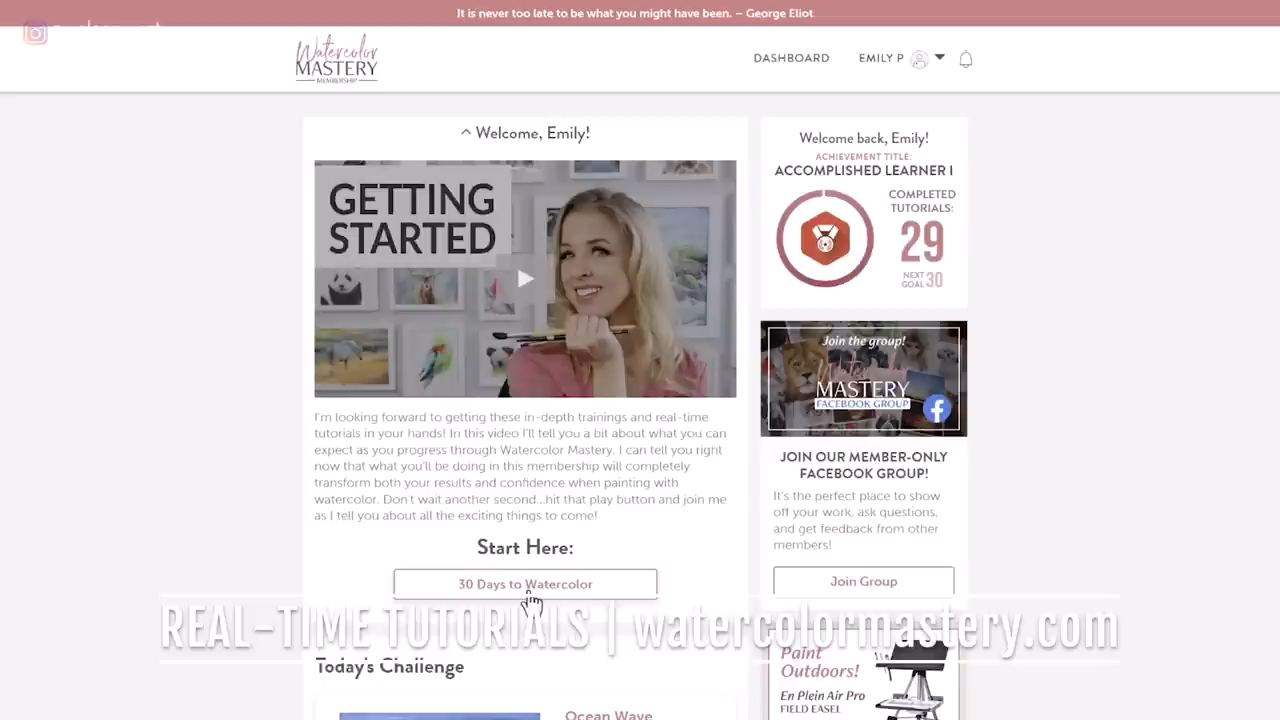 It is never too late to be what you might have been. – George Eliot
Watercolor
MASTERY
MEMBERSHIP
DASHBOARD
EMILY P
^ Welcome, Emily!
GETTING
STARTED
I'm looking forward to getting these in-depth trainings and real-time
tutorials in your hands! In this video I'll tell you a bit about what you can
expect as you progress through Watercolor Mastery. I can tell you right
now that what you'll be doing in this membership will completely
transform both your results and confidence when painting with
watercolor. Don't wait another second...hit that play button and join me
as I tell you about all the exciting things to come!
Start Here:
30 Days to Watercolor
Today's Challenge
Ocean Wave
Welcome back, Emily!
ACHIEVEMENT TITLE:
ACCOMPLISHED LEARNER I
COMPLETED
TUTORIALS:
29
NEXT
GOAL 30
Join the group!
MASTERY
FACEBOOK GROUP
JOIN OUR MEMBER-ONLY
FACEBOOK GROUP!
It's the perfect place to show
off your work, ask questions,
and get feedback from other
members!
Join Group
REAL-TIME TUTORIALS | watercolormastery.com
Paint
Outdoors!
En Plein Air Pro
FIELD EASEL